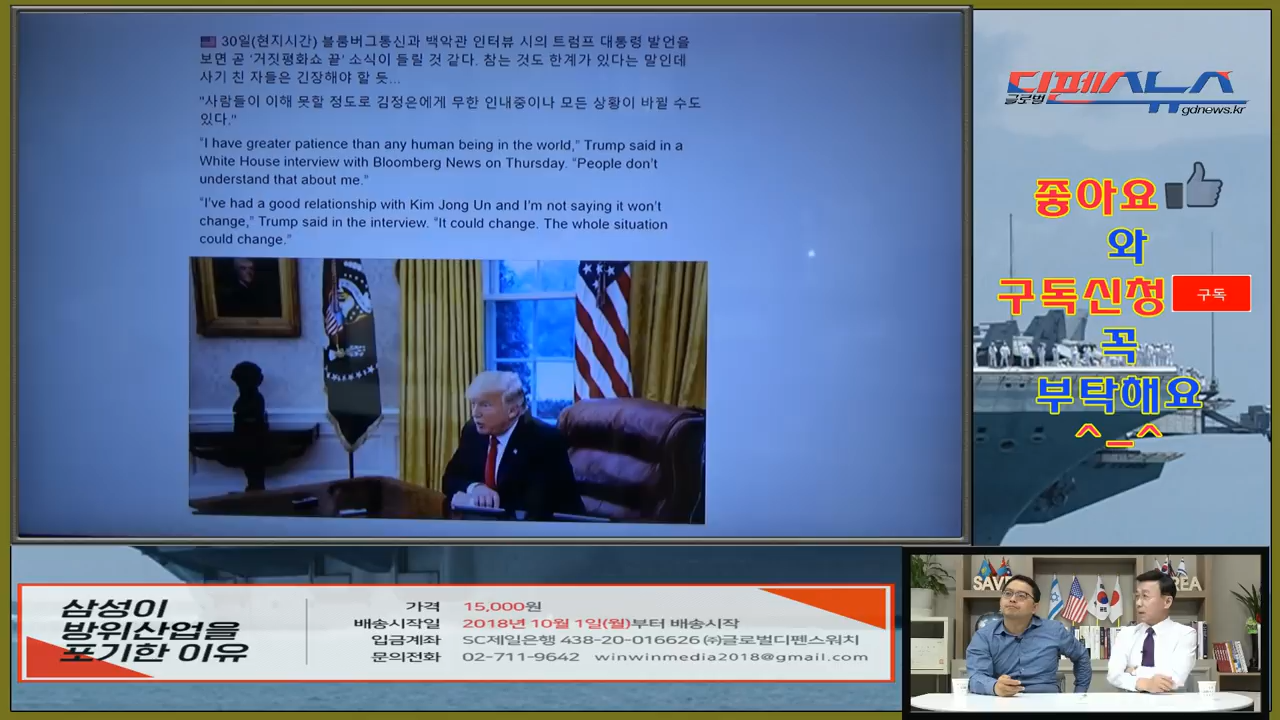 30일(현지시간) 블룸버그통신과 백악관 인터뷰 시의 트럼프 대통령 발언을
보면 곧 '거짓평화쇼 끝' 소식이 들릴 것 같다. 참는 것도 한계가 있다는 말인데
사기 친 자들은 긴장해야 할 듯...
"사람들이 이해 못할 정도로 김정은에게 무한 인내중이나 모든 상황이 바뀔 수도
있다."
"I have greater patience than any human being in the world," Trump said in a
White House interview with Bloomberg News on Thursday. "People don't
understand that about me."
"I've had a good relationship with Kim Jong Un and I'm not saying it won't
change," Trump said in the interview. "It could change. The whole situation
could change."
디펜스뉴스
글로벌
gdnews.kr
좋아요
와
구독신청 구독
꼭
부탁해요
^_^
삼성이
방위산업을
포기한 이유
가격 15,000원
배송시작일 2018년 10월 1일(월)부터 배송시작
입금계좌 SC제일은행 438-20-016626 ㈜글로벌디펜스워치
문의전화 02-711-9642 winwinmedia2018@gmail.com
SAVE KOREA